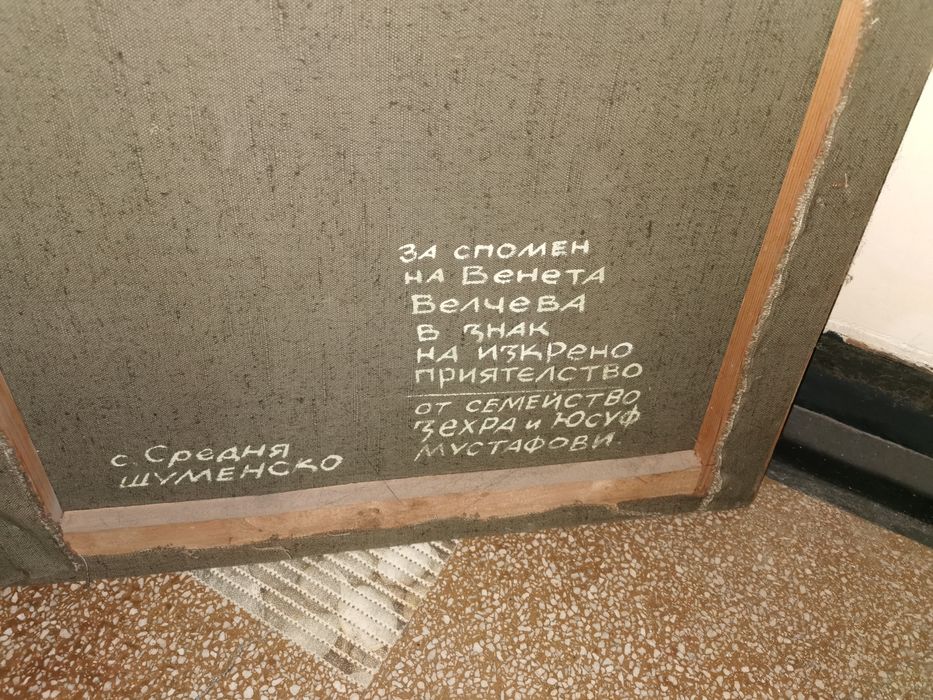 За спомен
на Венета
Велчева
в знак
на изкрено
приятелство
от семейство
Зехра и Юсуф
Мустафови.
с. Средня
Шуменско